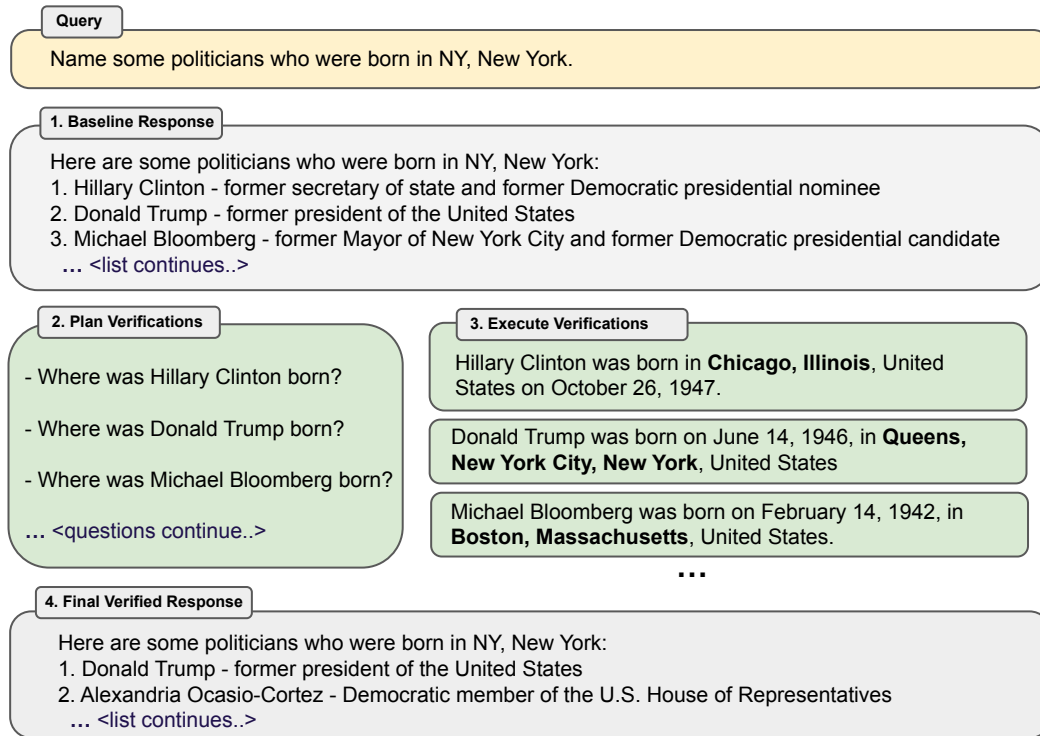 Query
Name some politicians who were born in NY, New York.
1. Baseline Response
Here are some politicians who were born in NY, New York:
1. Hillary Clinton - former secretary of state and former Democratic presidential nominee
2. Donald Trump - former president of the United States
3. Michael Bloomberg - former Mayor of New York City and former Democratic presidential candidate
... <list continues..>
2. Plan Verifications
- Where was Hillary Clinton born?
- Where was Donald Trump born?
- Where was Michael Bloomberg born?
... <questions continue..>
3. Execute Verifications
Hillary Clinton was born in Chicago, Illinois, United
States on October 26, 1947.
Donald Trump was born on June 14, 1946, in Queens,
New York City, New York, United States
Michael Bloomberg was born on February 14, 1942, in
Boston, Massachusetts, United States.
...
4. Final Verified Response
Here are some politicians who were born in NY, New York:
1. Donald Trump - former president of the United States
2. Alexandria Ocasio-Cortez - Democratic member of the U.S. House of Representatives
... <list continues..>